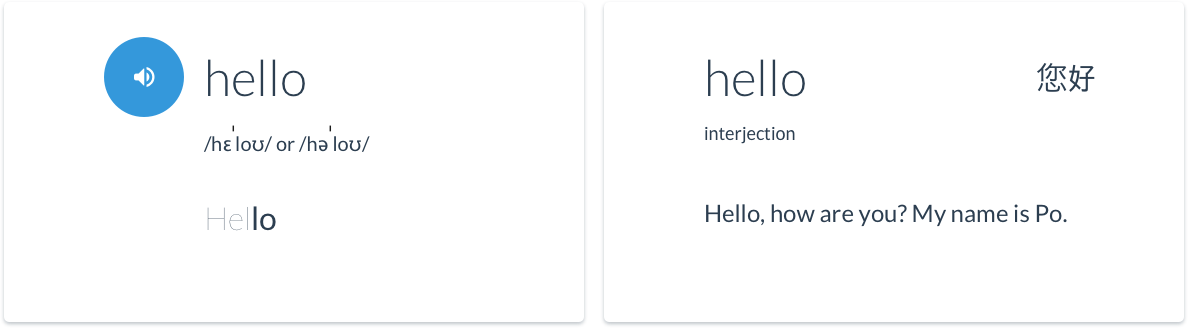 hello
/hɛˈloʊ/ or /həˈloʊ/
Hello
hello
您好
interjection
Hello, how are you? My name is Po.